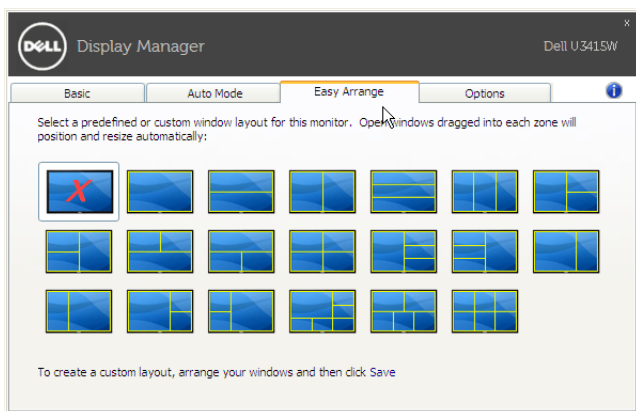 x
DELL Display Manager Dell U3415W
Basic Auto Mode Easy Arrange Options i
Select a predefined or custom window layout for this monitor. Open windows dragged into each zone will
position and resize automatically:
X
To create a custom layout, arrange your windows and then click Save